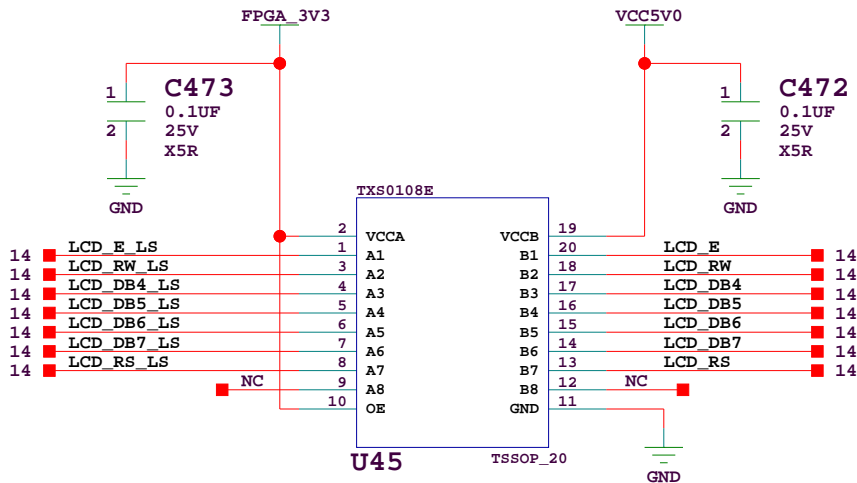 FPGA_3V3 VCC5V0
1 C473 1 C472
0.1UF 0.1UF
2 25V 2 25V
X5R X5R
GND GND
TXS0108E
2 VCCA VCCB 19
14 LCD_E_LS 1 A1 B1 20 LCD_E 14
14 LCD_RW_LS 3 A2 B2 18 LCD_RW 14
14 LCD_DB4_LS 4 A3 B3 17 LCD_DB4 14
14 LCD_DB5_LS 5 A4 B4 16 LCD_DB5 14
14 LCD_DB6_LS 6 A5 B5 15 LCD_DB6 14
14 LCD_DB7_LS 7 A6 B6 14 LCD_DB7 14
14 LCD_RS_LS 8 A7 B7 13 LCD_RS 14
NC 9 A8 B8 12 NC
10 OE GND 11
U45 TSSOP_20
GND